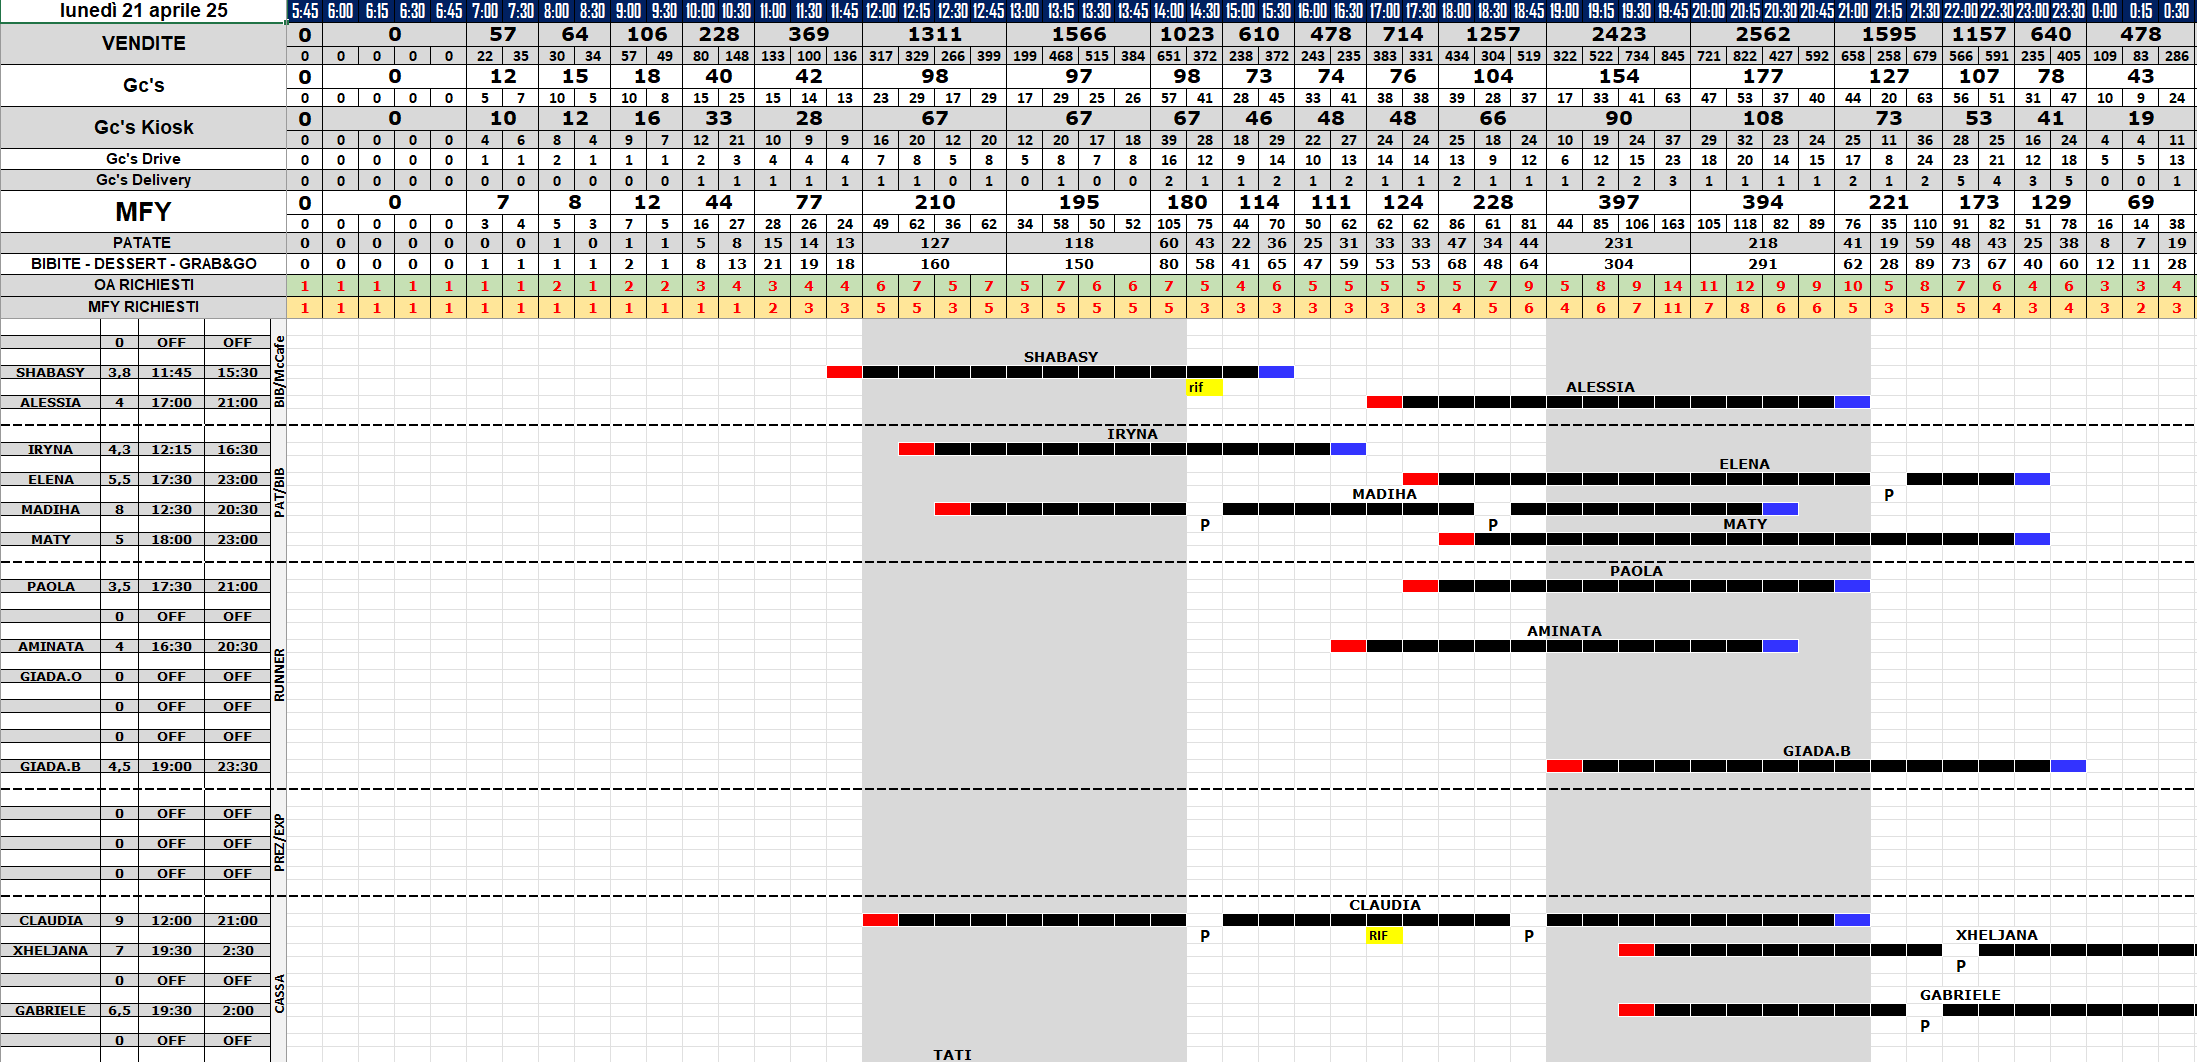 lunedì 21 aprile 25 5:45 6:00 6:15 6:30 6:45 7:00 7:30 8:00 8:30 9:00 9:30 10:00 10:30 11:00 11:30 11:45 12:00 12:15 12:30 12:45 13:00 13:15 13:30 13:45 14:00 14:30 15:00 15:30 16:00 16:30 17:00 17:30 18:00 18:30 18:45 19:00 19:15 19:30 19:45 20:00 20:15 20:30 20:45 21:00 21:15 21:30 22:00 22:30 23:00 23:30 0:00 0:15 0:30
VENDITE 0 0 57 64 106 228 369 1311 1566 1023 610 478 714 1257 2423 2562 1595 1157 640 478
0 0 0 0 0 22 35 30 34 57 49 80 148 133 100 136 317 329 266 399 199 468 515 384 651 372 238 372 243 235 383 331 434 304 519 322 522 734 845 721 822 427 592 658 258 679 566 591 235 405 109 83 286
Gc's 0 0 12 15 18 40 42 98 97 98 73 74 76 104 154 177 127 107 78 43
0 0 0 0 0 5 7 10 5 10 8 15 25 15 14 13 23 29 17 29 17 29 25 26 57 41 28 45 33 41 38 38 39 28 37 17 33 41 63 47 53 37 40 44 20 63 56 51 31 47 10 9 24
Gc's Kiosk 0 0 10 12 16 33 28 67 67 67 46 48 48 66 90 108 73 53 41 19
0 0 0 0 0 4 6 8 4 9 7 12 21 10 9 9 16 20 12 20 12 20 17 18 39 28 18 29 22 27 24 24 25 18 24 10 19 24 37 29 32 23 24 25 11 36 28 25 16 24 4 4 11
Gc's Drive 0 0 0 0 0 1 1 2 1 1 1 2 3 4 4 4 7 8 5 8 5 8 7 8 16 12 9 14 10 13 14 14 13 9 12 6 12 15 23 18 20 14 15 17 8 24 23 21 12 18 5 5 13
Gc's Delivery 0 0 0 0 0 0 0 0 0 0 0 1 1 1 1 1 1 1 0 1 0 1 0 0 2 1 1 2 1 2 1 1 2 1 1 1 2 2 3 1 1 1 1 2 1 2 5 4 3 5 0 0 1
MFY 0 0 7 8 12 44 77 210 195 180 114 111 124 228 397 394 221 173 129 69
0 0 0 0 0 3 4 5 3 7 5 16 27 28 26 24 49 62 36 62 34 58 50 52 105 75 44 70 50 62 62 62 86 61 81 44 85 106 163 105 118 82 89 76 35 110 91 82 51 78 16 14 38
PATATE 0 0 0 0 0 0 0 1 0 1 1 5 8 15 14 13 127 118 60 43 22 36 25 31 33 33 47 34 44 231 218 41 19 59 48 43 25 38 8 7 19
BIBITE - DESSERT - GRAB&GO 0 0 0 0 0 1 1 1 1 2 1 8 13 21 19 18 160 150 80 58 41 65 47 59 53 53 68 48 64 304 291 62 28 89 73 67 40 60 12 11 28
OA RICHIESTI 1 1 1 1 1 1 1 2 1 2 2 3 4 3 4 4 6 7 5 7 5 7 6 6 7 5 4 6 5 5 5 5 5 7 9 5 8 9 14 11 12 9 9 10 5 8 7 6 4 6 3 3 4
MFY RICHIESTI 1 1 1 1 1 1 1 1 1 1 1 1 1 2 3 3 5 5 3 5 3 5 5 5 5 3 3 3 3 3 3 3 4 5 6 4 6 7 11 7 8 6 6 5 3 5 5 4 3 4 3 2 3
BIB/McCafe
0 OFF OFF
SHABASY
SHABASY 3,8 11:45 15:30
rif ALESSIA
ALESSIA 4 17:00 21:00
PAT/BIB
IRYNA
IRYNA 4,3 12:15 16:30
ELENA
ELENA 5,5 17:30 23:00
MADIHA P
MADIHA 8 12:30 20:30
P P MATY
MATY 5 18:00 23:00
RUNNER
PAOLA
PAOLA 3,5 17:30 21:00
0 OFF OFF
AMINATA
AMINATA 4 16:30 20:30
GIADA.O 0 OFF OFF
0 OFF OFF
0 OFF OFF
GIADA.B
GIADA.B 4,5 19:00 23:30
PREZ/EXP
0 OFF OFF
0 OFF OFF
0 OFF OFF
CASSA
CLAUDIA
CLAUDIA 9 12:00 21:00
P RIF P XHELJANA
XHELJANA 7 19:30 2:30
P
0 OFF OFF
GABRIELE
GABRIELE 6,5 19:30 2:00
P
0 OFF OFF
TATI